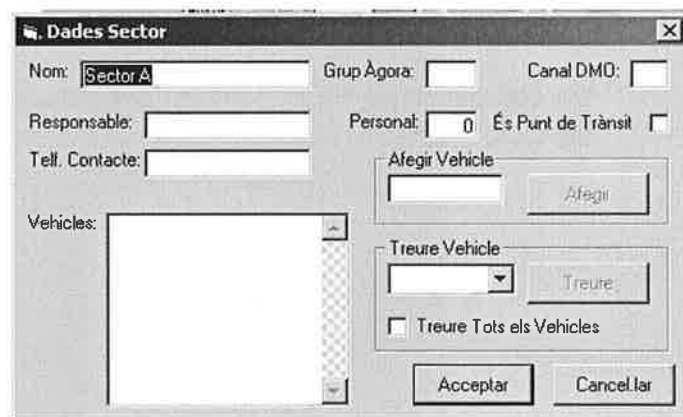 Dades Sector
Nom: Sector A Grup Àgora: Canal DMO:
Responsable: Personal: 0 És Punt de Trànsit
Telf. Contacte:
Afegir Vehicle
Afegir
Vehicles:
Treure Vehicle
Treure
Treure Tots els Vehicles
Acceptar Cancel.lar